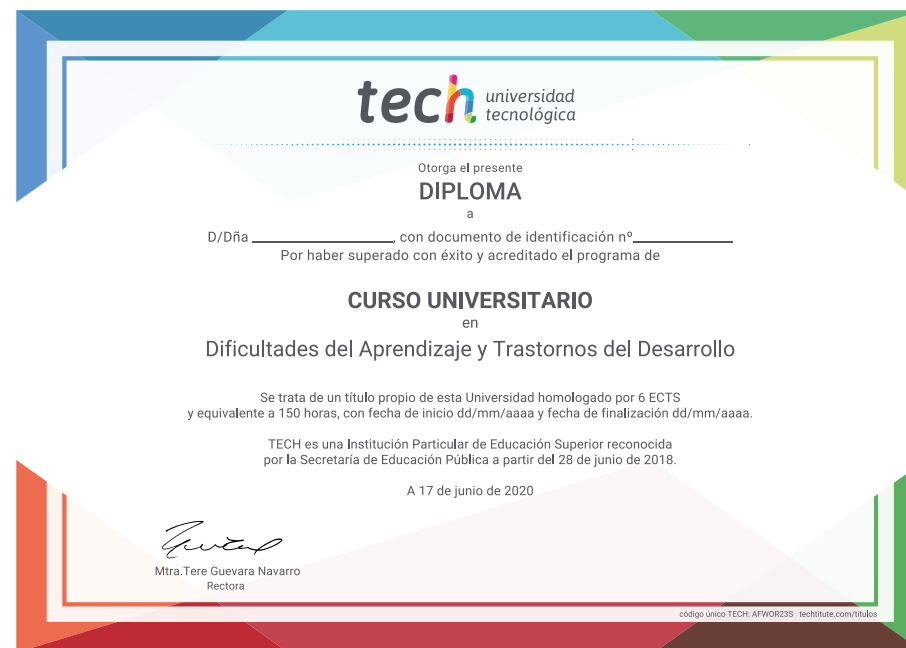 tech universidad
tecnológica
Otorga el presente
DIPLOMA
a
D/Dña ____________________, con documento de identificación nº______________
Por haber superado con éxito y acreditado el programa de
CURSO UNIVERSITARIO
en
Dificultades del Aprendizaje y Trastornos del Desarrollo
Se trata de un título propio de esta Universidad homologado por 6 ECTS
y equivalente a 150 horas, con fecha de inicio dd/mm/aaaa y fecha de finalización dd/mm/aaaa.
TECH es una Institución Particular de Educación Superior reconocida
por la Secretaría de Educación Pública a partir del 28 de junio de 2018.
A 17 de junio de 2020
Mtra.Tere Guevara Navarro
Rectora
código único TECH: AFWOR23S techtitute.com/titulos